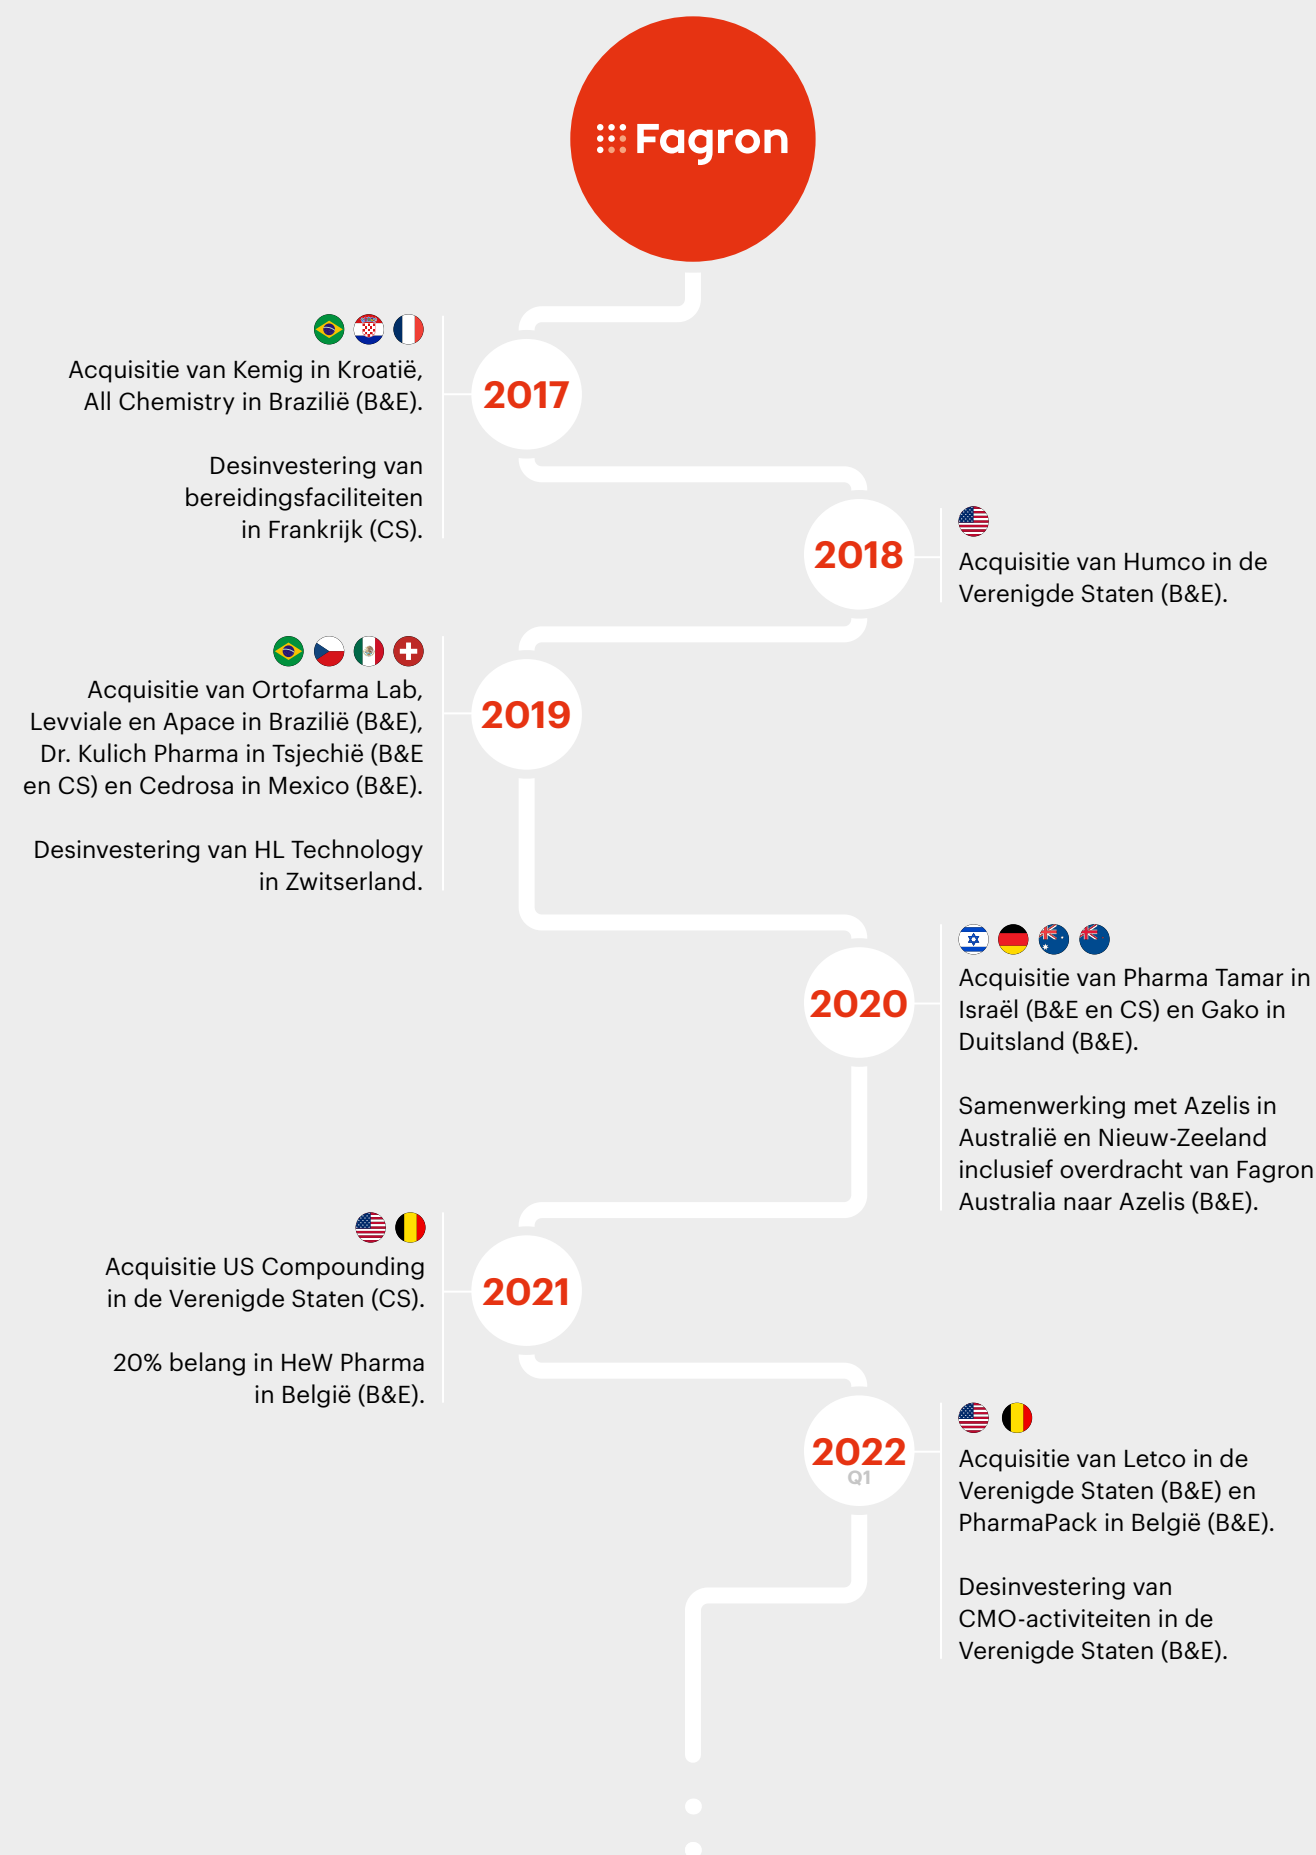 Fagron
2017
Acquisitie van Kemig in Kroatië,
All Chemistry in Brazilië (B&E).
Desinvestering van
bereidingsfaciliteiten
in Frankrijk (CS).
2018
Acquisitie van Humco in de
Verenigde Staten (B&E).
2019
Acquisitie van Ortofarma Lab,
Levviale en Apace in Brazilië (B&E),
Dr. Kulich Pharma in Tsjechië (B&E
en CS) en Cedrosa in Mexico (B&E).
Desinvestering van HL Technology
in Zwitserland.
2020
Acquisitie van Pharma Tamar in
Israël (B&E en CS) en Gako in
Duitsland (B&E).
Samenwerking met Azelis in
Australië en Nieuw-Zeeland
inclusief overdracht van Fagron
Australia naar Azelis (B&E).
2021
Acquisitie US Compounding
in de Verenigde Staten (CS).
20% belang in HeW Pharma
in België (B&E).
2022
Q1
Acquisitie van Letco in de
Verenigde Staten (B&E) en
PharmaPack in België (B&E).
Desinvestering van
CMO-activiteiten in de
Verenigde Staten (B&E).